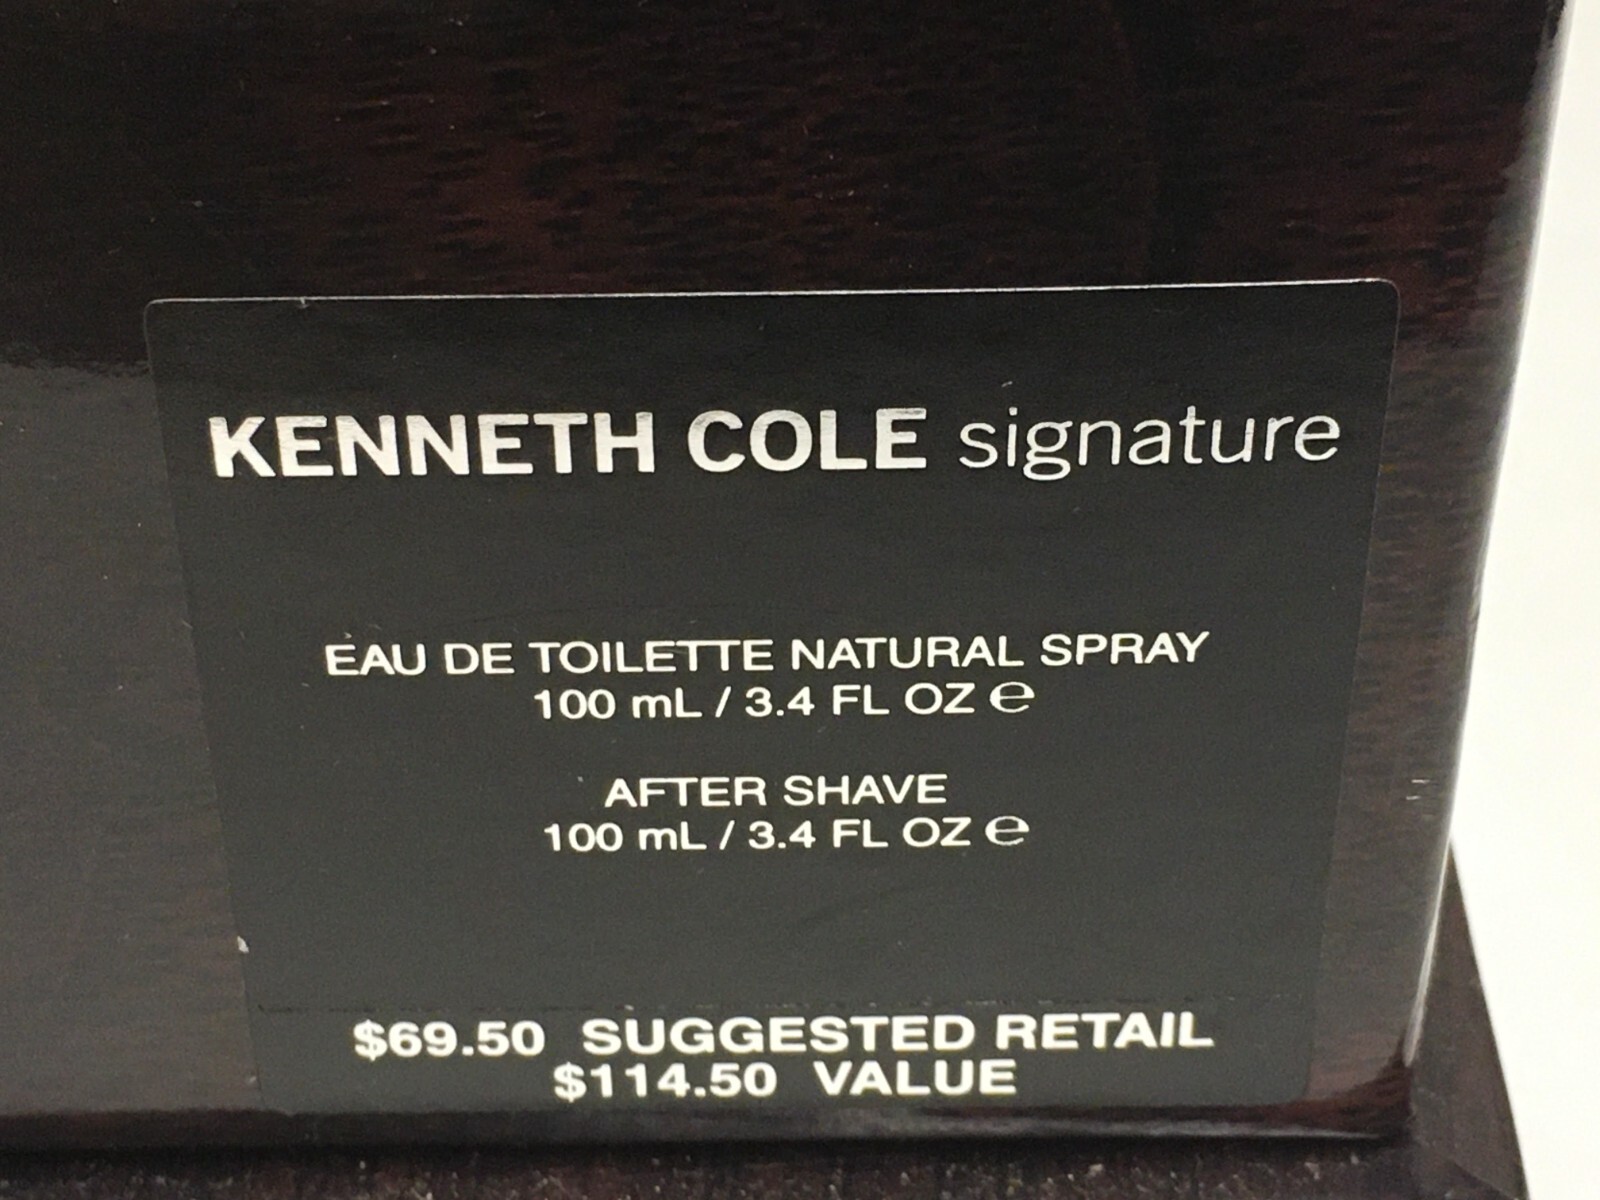 KENNETH COLE signature
EAU DE TOILETTE NATURAL SPRAY
100 mL / 3.4 FL OZ ℮
AFTER SHAVE
100 mL / 3.4 FL OZ ℮
$69.50 SUGGESTED RETAIL
$114.50 VALUE